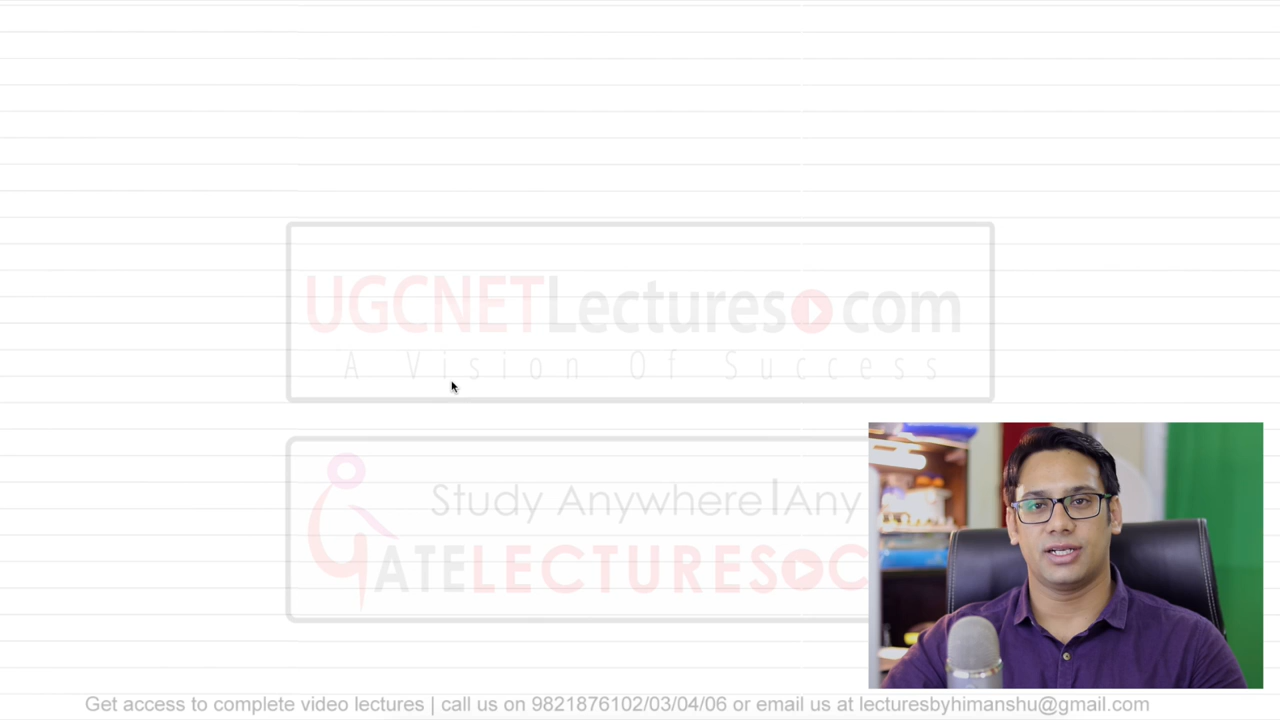 UGCNETLectures.com
A Vision Of Success
Study Anywhere|Any
GATELECTURES C
Get access to complete video lectures | call us on 9821876102/03/04/06 or email us at lecturesbyhimanshu@gmail.com